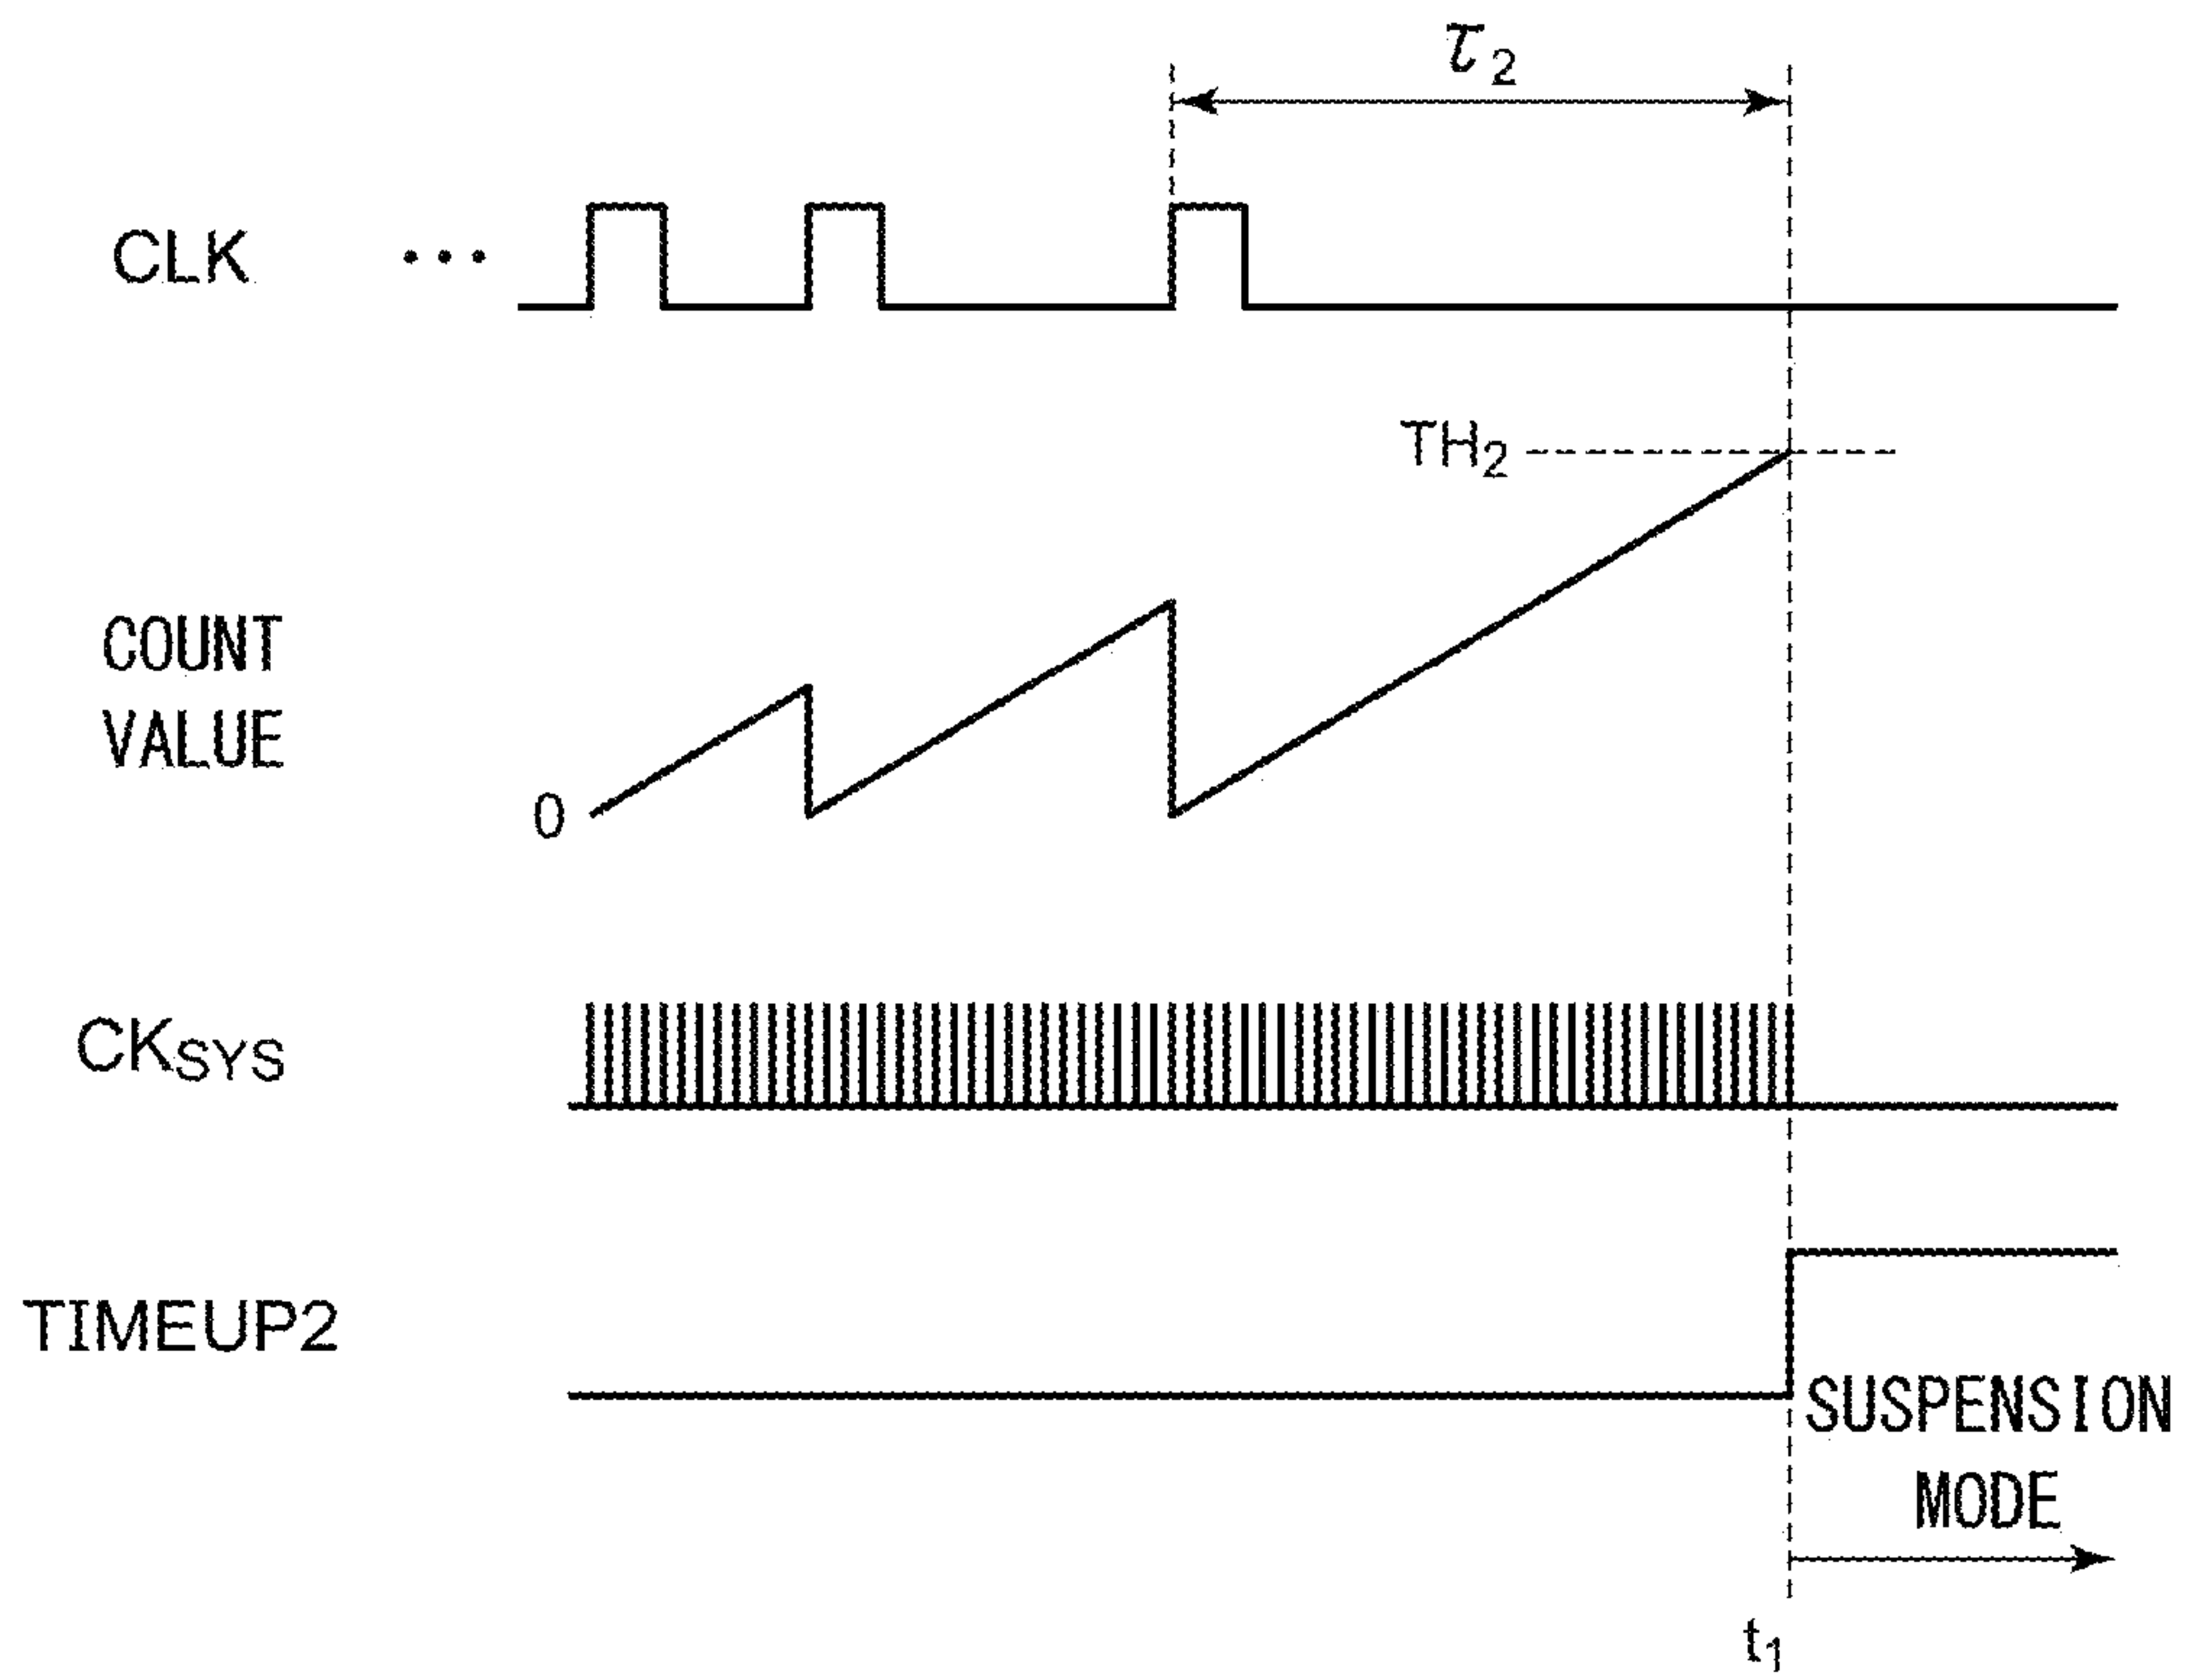 τ2
CLK ...
TH2
COUNT
VALUE
0
CKSYS
TIMEUP2
SUSPENSION
MODE
t1